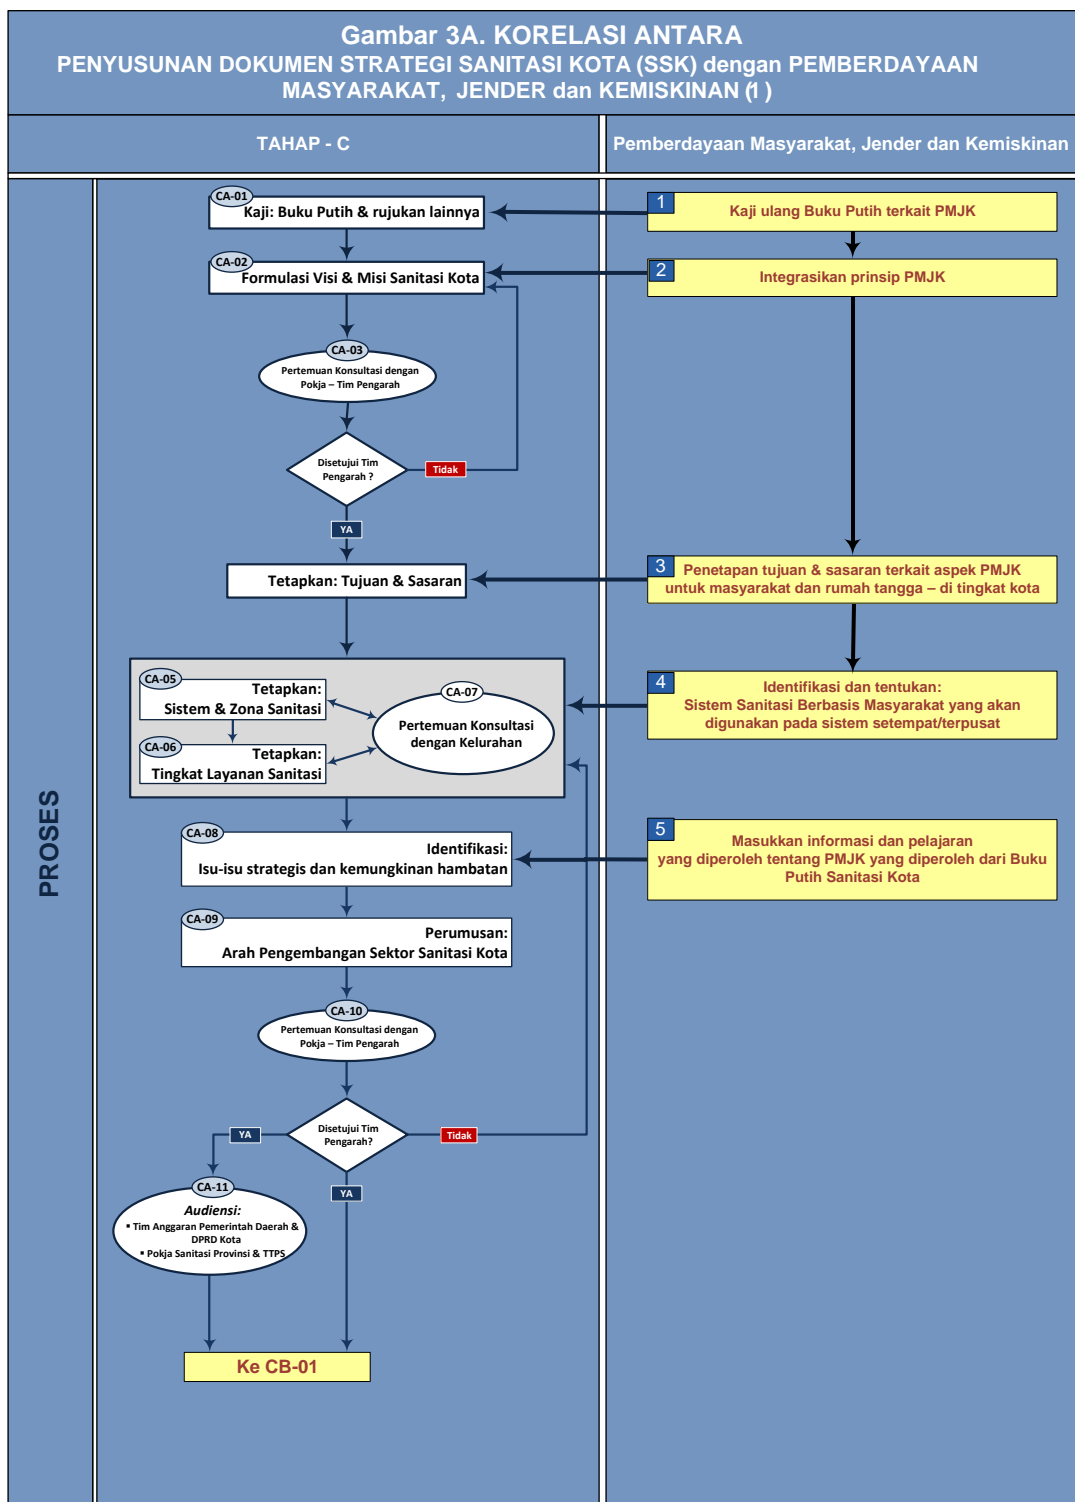 Gambar 3A. KORELASI ANTARA
PENYUSUNAN DOKUMEN STRATEGI SANITASI KOTA (SSK) dengan PEMBERDAYAAN
MASYARAKAT, JENDER dan KEMISKINAN (1)
TAHAP - C
Pemberdayaan Masyarakat, Jender dan Kemiskinan
PROSES
CA-01
Kaji: Buku Putih & rujukan lainnya
1
Kaji ulang Buku Putih terkait PMJK
CA-02
Formulasi Visi & Misi Sanitasi Kota
2
Integrasikan prinsip PMJK
CA-03
Pertemuan Konsultasi dengan
Pokja – Tim Pengarah
Disetujui Tim
Pengarah ?
Tidak
YA
Tetapkan: Tujuan & Sasaran
3
Penetapan tujuan & sasaran terkait aspek PMJK
untuk masyarakat dan rumah tangga – di tingkat kota
CA-05
Tetapkan:
Sistem & Zona Sanitasi
CA-06
Tetapkan:
Tingkat Layanan Sanitasi
CA-07
Pertemuan Konsultasi
dengan Kelurahan
4
Identifikasi dan tentukan:
Sistem Sanitasi Berbasis Masyarakat yang akan
digunakan pada sistem setempat/terpusat
CA-08
Identifikasi:
Isu-isu strategis dan kemungkinan hambatan
5
Masukkan informasi dan pelajaran
yang diperoleh tentang PMJK yang diperoleh dari Buku
Putih Sanitasi Kota
CA-09
Perumusan:
Arah Pengembangan Sektor Sanitasi Kota
CA-10
Pertemuan Konsultasi dengan
Pokja – Tim Pengarah
Disetujui Tim
Pengarah?
YA
Tidak
YA
CA-11
Audiensi:
▪ Tim Anggaran Pemerintah Daerah &
DPRD Kota
▪ Pokja Sanitasi Provinsi & TTPS
Ke CB-01